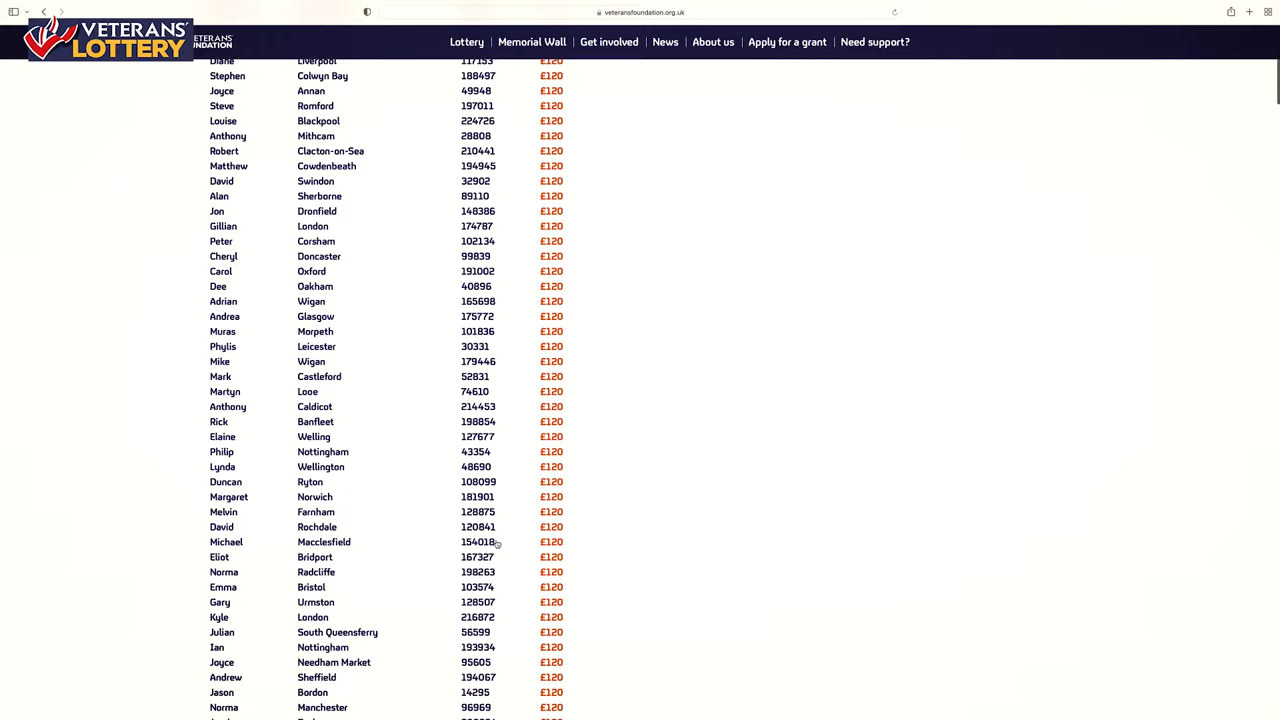 veteransfoundation.org.uk
VETERANS'
LOTTERY
VETERANS
FOUNDATION
Lottery Memorial Wall Get involved News About us Apply for a grant Need support?
Diane Liverpool 117153 £120
Stephen Colwyn Bay 188497 £120
Joyce Annan 49948 £120
Steve Romford 197011 £120
Louise Blackpool 224726 £120
Anthony Mithcam 28808 £120
Robert Clacton-on-Sea 210441 £120
Matthew Cowdenbeath 194945 £120
David Swindon 32902 £120
Alan Sherborne 89110 £120
Jon Dronfield 148386 £120
Gillian London 174787 £120
Peter Corsham 102134 £120
Cheryl Doncaster 99839 £120
Carol Oxford 191002 £120
Dee Oakham 40896 £120
Adrian Wigan 165698 £120
Andrea Glasgow 175772 £120
Muras Morpeth 101836 £120
Phylis Leicester 30331 £120
Mike Wigan 179446 £120
Mark Castleford 52831 £120
Martyn Looe 74610 £120
Anthony Caldicot 214453 £120
Rick Banfleet 198854 £120
Elaine Welling 127677 £120
Philip Nottingham 43354 £120
Lynda Wellington 48690 £120
Duncan Ryton 108099 £120
Margaret Norwich 181901 £120
Melvin Farnham 128875 £120
David Rochdale 120841 £120
Michael Macclesfield 154018 £120
Eliot Bridport 167327 £120
Norma Radcliffe 198263 £120
Emma Bristol 103574 £120
Gary Urmston 128507 £120
Kyle London 216872 £120
Julian South Queensferry 56599 £120
Ian Nottingham 193934 £120
Joyce Needham Market 95605 £120
Andrew Sheffield 194067 £120
Jason Bordon 14295 £120
Norma Manchester 96969 £120